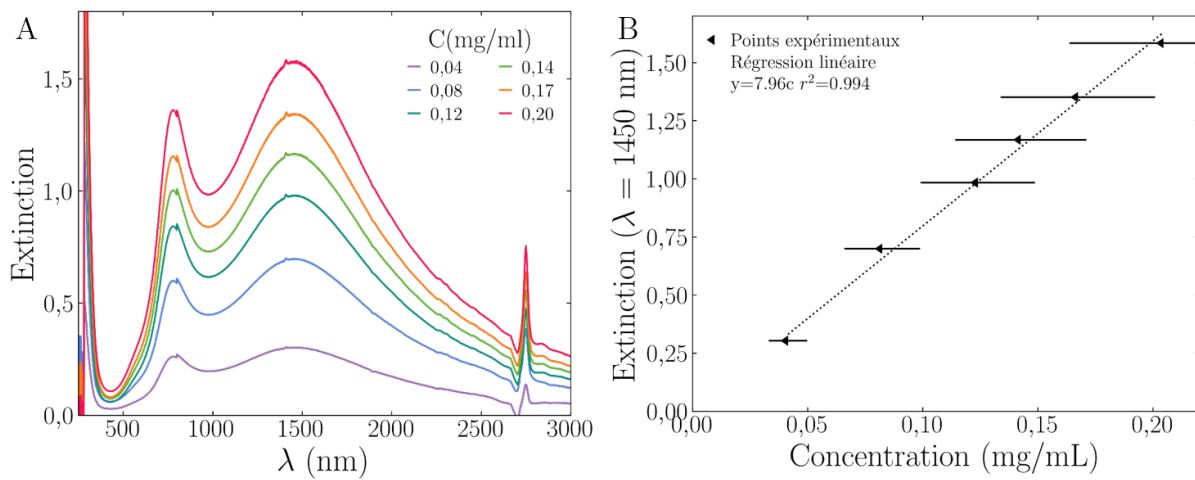 A
Extinction
1,5
1,0
0,5
0,0
C(mg/ml)
0,04
0,14
0,08
0,17
0,12
0,20
500
1000
1500
2000
2500
3000
λ (nm)
B
Extinction (λ = 1450 nm)
1,50
1,25
1,00
0,75
0,50
0,25
0,00
Points expérimentaux
Régression linéaire
y=7.96c r²=0.994
0,00
0,05
0,10
0,15
0,20
Concentration (mg/mL)